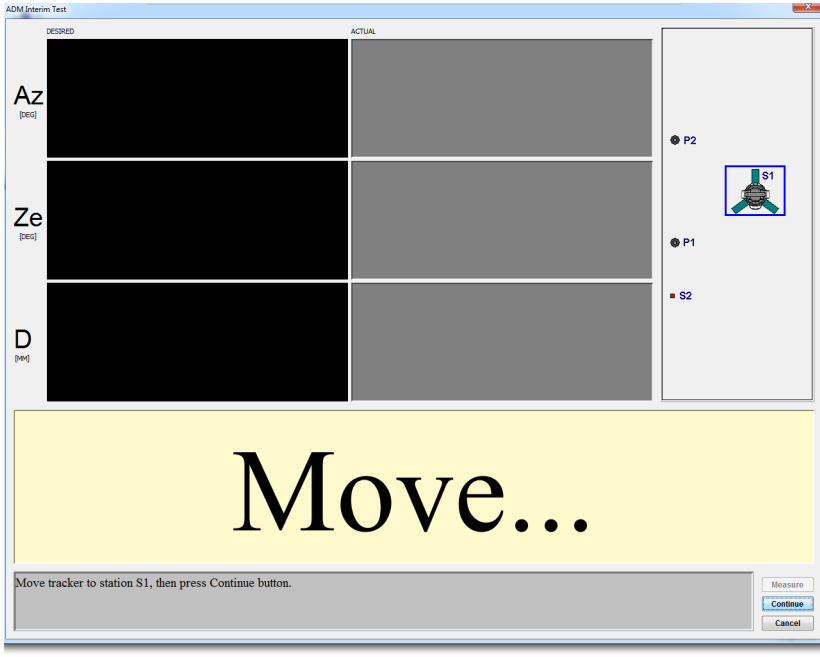 ADM Interim Test
DESIRED
ACTUAL
Az
[DEG]
P2
S1
Ze
[DEG]
P1
S2
D
[MM]
Move...
Move tracker to station S1, then press Continue button.
Measure
Continue
Cancel